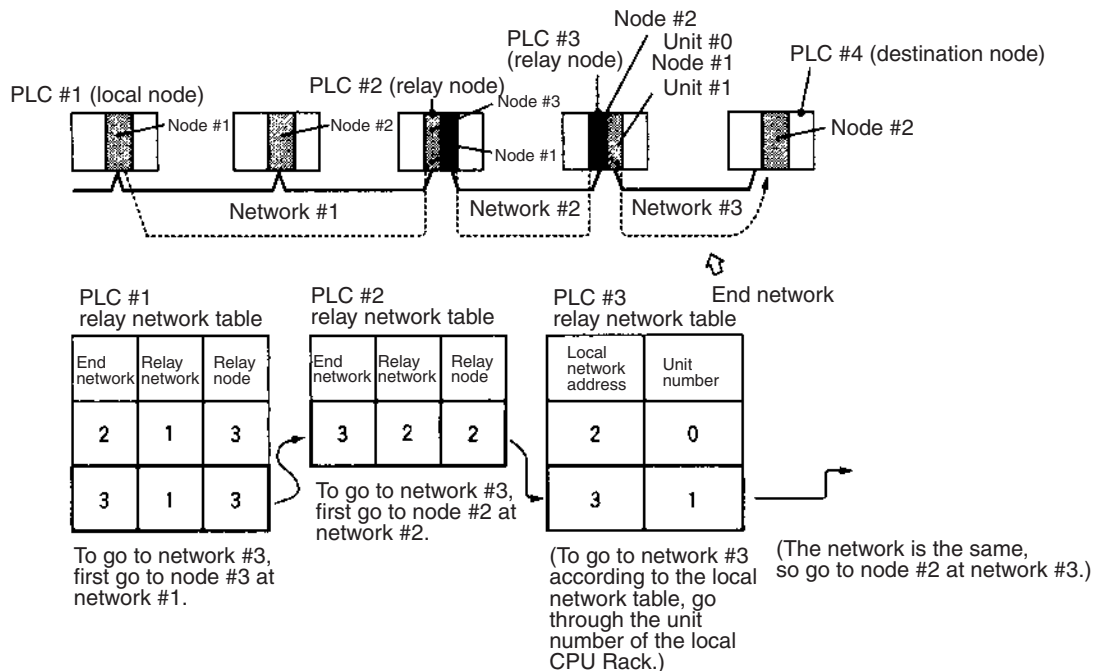 Node #2
PLC #3
(relay node)
Unit #0
Node #1
Unit #1
PLC #4 (destination node)
PLC #1 (local node)
PLC #2 (relay node)
Node #1
Node #2
Node #3
Node #1
Node #2
Network #1
Network #2
Network #3
End network
PLC #1
relay network table
End
network
Relay
network
Relay
node
2 1 3
3 1 3
To go to network #3,
first go to node #3 at
network #1.
PLC #2
relay network table
End
network
Relay
network
Relay
node
3 2 2
To go to network #3,
first go to node #2 at
network #2.
PLC #3
relay network table
Local
network
address
Unit
number
2 0
3 1
(To go to network #3
according to the local
network table, go
through the unit
number of the local
CPU Rack.)
(The network is the same,
so go to node #2 at network #3.)